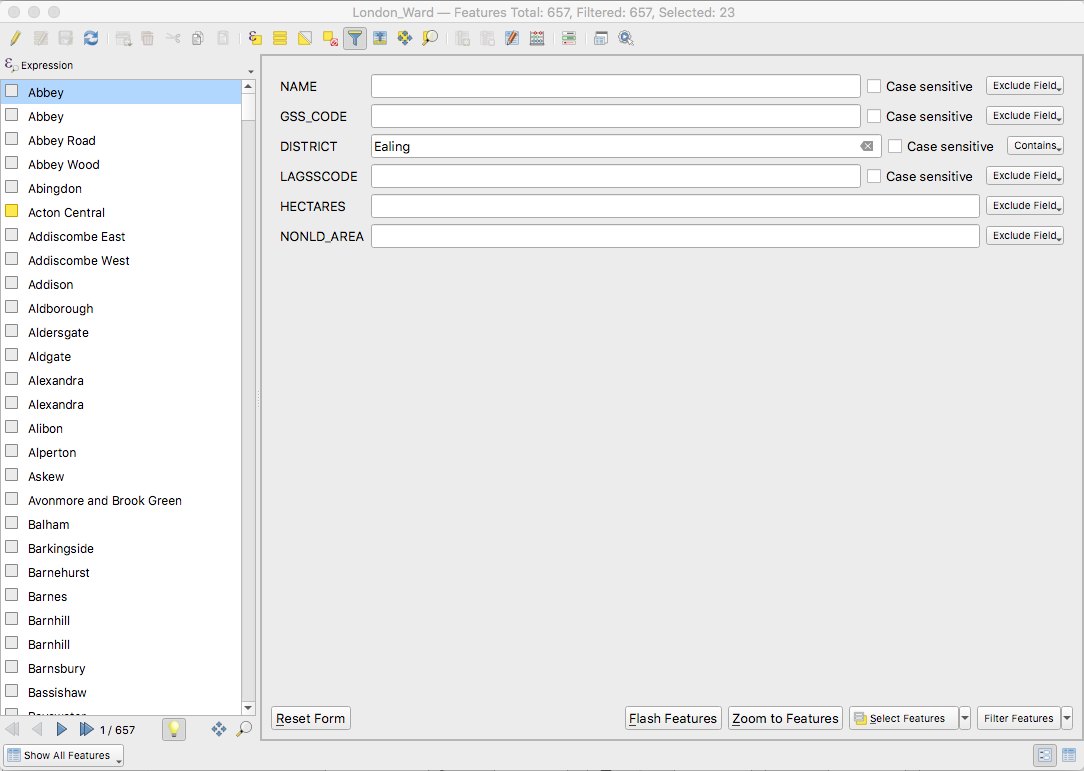 London_Ward — Features Total: 657, Filtered: 657, Selected: 23
Expression
Abbey
Abbey
Abbey Road
Abbey Wood
Abingdon
Acton Central
Addiscombe East
Addiscombe West
Addison
Aldborough
Aldersgate
Aldgate
Alexandra
Alexandra
Alibon
Alperton
Askew
Avonmore and Brook Green
Balham
Barkingside
Barnehurst
Barnes
Barnhill
Barnhill
Barnsbury
Bassishaw
1 / 657
Show All Features
NAME Case sensitive Exclude Field
GSS_CODE Case sensitive Exclude Field
DISTRICT Ealing Case sensitive Contains
LAGSSCODE Case sensitive Exclude Field
HECTARES Exclude Field
NONLD_AREA Exclude Field
Reset Form Flash Features Zoom to Features Select Features Filter Features